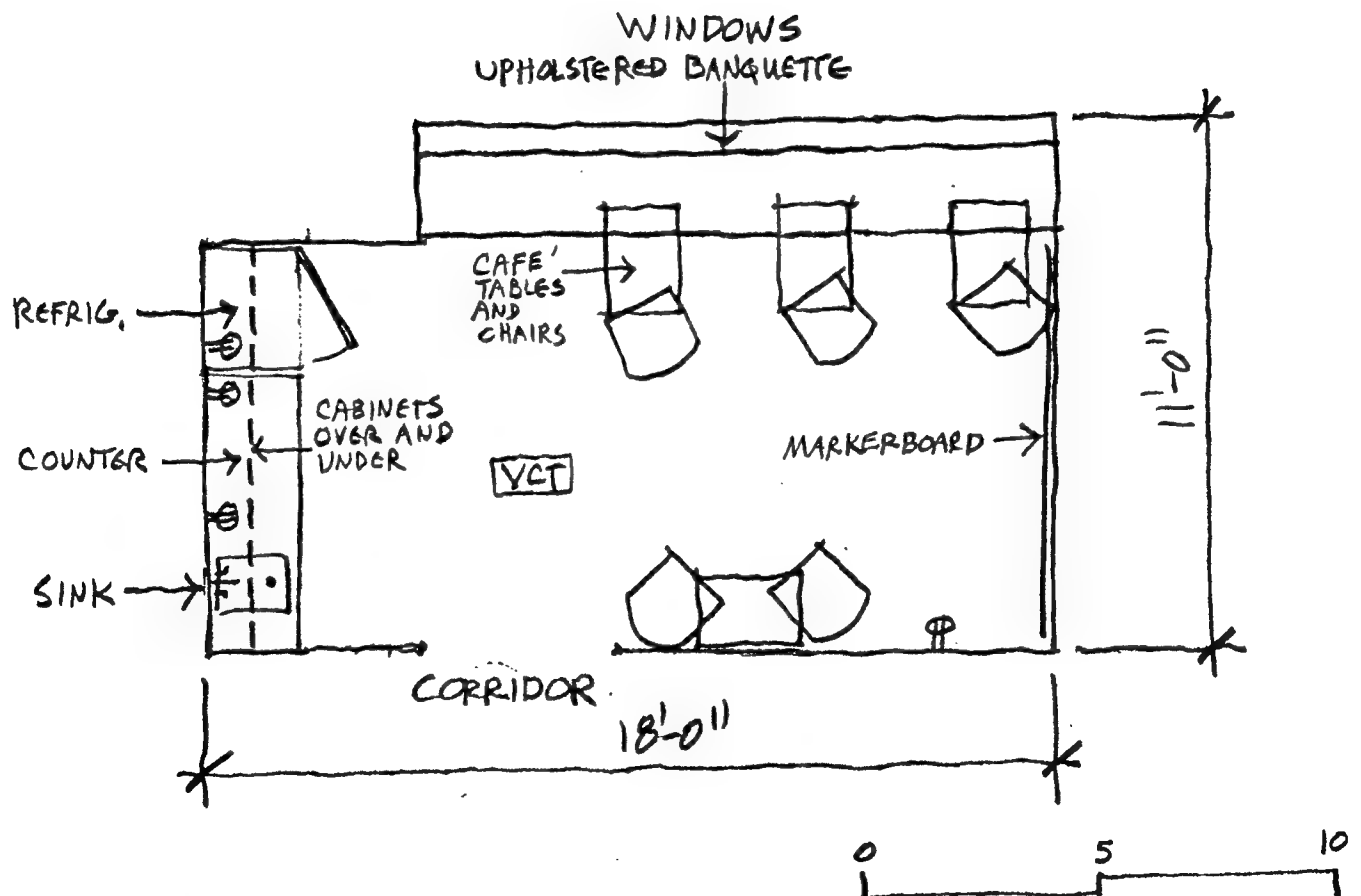 WINDOWS
UPHOLSTERED BANQUETTE
REFRIG.
CAFE'
TABLES
AND
CHAIRS
11'-0"
CABINETS
OVER AND
UNDER
COUNTER
MARKERBOARD
VCT
SINK
CORRIDOR
18'-0"
0 5 10